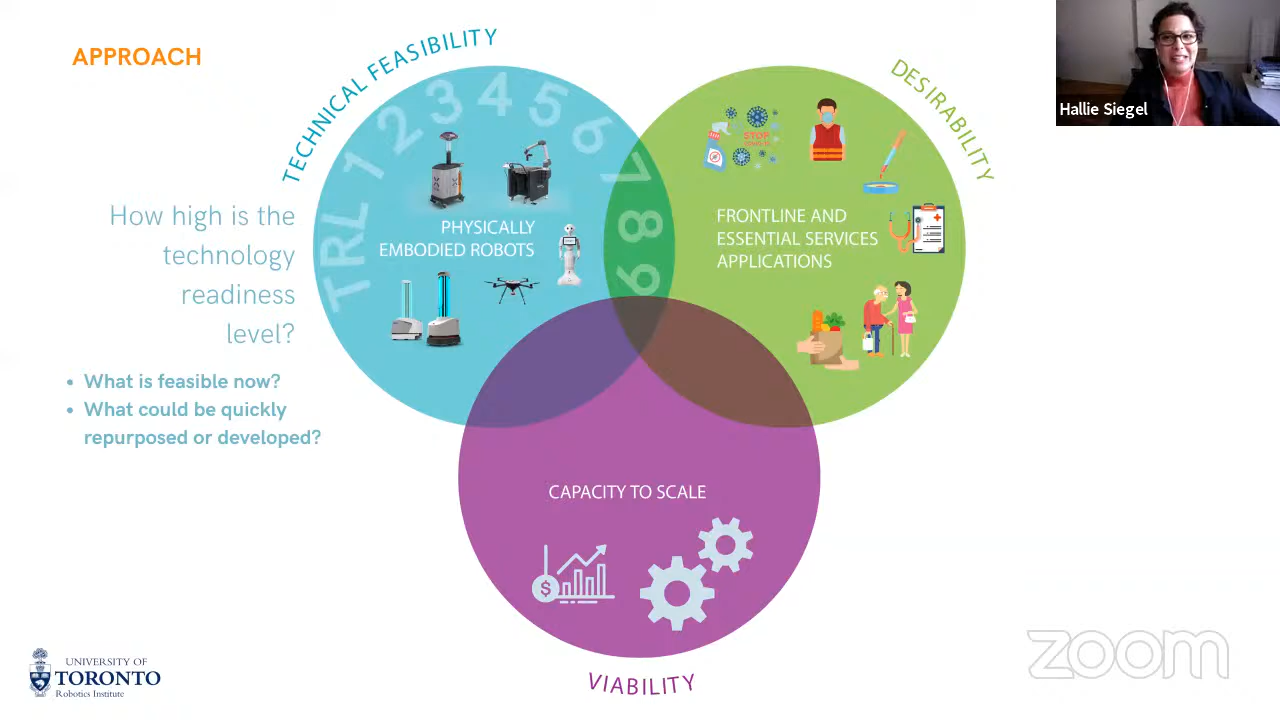 APPROACH
TECHNICAL FEASIBILITY
DESIRABILITY
Hallie Siegel
TRL 1 2 3 4 5 6 7 8 9
STOP
COVID-19
How high is the
technology
readiness
level?
PHYSICALLY
EMBODIED ROBOTS
FRONTLINE AND
ESSENTIAL SERVICES
APPLICATIONS
• What is feasible now?
• What could be quickly
repurposed or developed?
CAPACITY TO SCALE
$
VIABILITY
UNIVERSITY OF
TORONTO
Robotics Institute
zoom